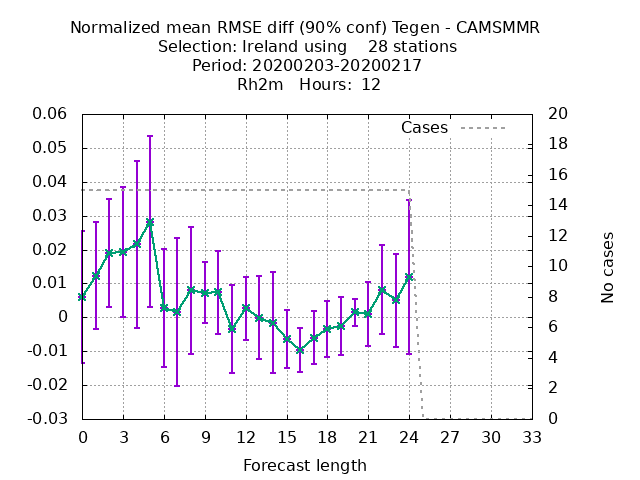 Normalized mean RMSE diff (90% conf) Tegen - CAMSMMR
Selection: Ireland using    28 stations
Period: 20200203-20200217
Rh2m   Hours:  12
Cases
0.06
0.05
0.04
0.03
0.02
0.01
0
-0.01
-0.02
-0.03
20
18
16
14
12
10
8
6
4
2
0
No cases
0 3 6 9 12 15 18 21 24 27 30 33
Forecast length